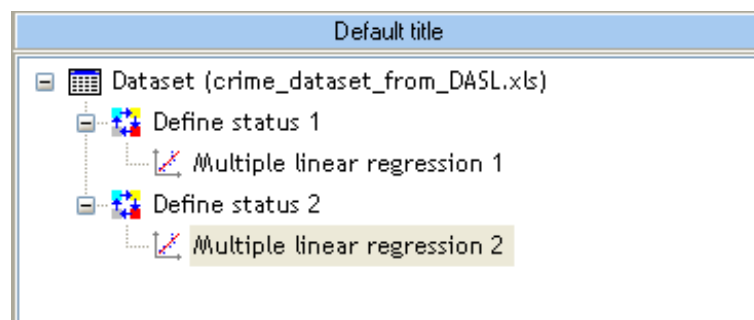 Default title
Dataset (crime_dataset_from_DASL.xls)
Define status 1
Multiple linear regression 1
Define status 2
Multiple linear regression 2